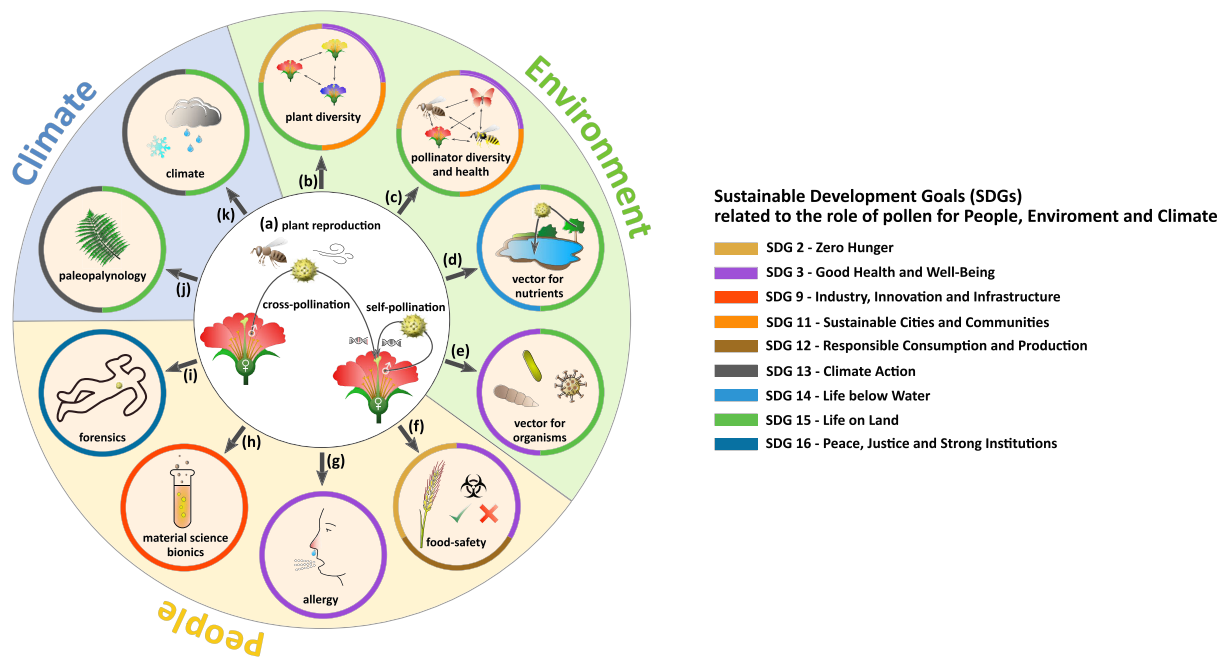 Climate
Environment
People
(a) plant reproduction
cross-pollination
self-pollination
(b)
plant diversity
(c)
pollinator diversity
and health
(d)
vector for
nutrients
(e)
vector for
organisms
(f)
food-safety
(g)
allergy
(h)
material science
bionics
(i)
forensics
(j)
paleopalynology
(k)
climate
Sustainable Development Goals (SDGs)
related to the role of pollen for People, Enviroment and Climate
SDG 2 - Zero Hunger
SDG 3 - Good Health and Well-Being
SDG 9 - Industry, Innovation and Infrastructure
SDG 11 - Sustainable Cities and Communities
SDG 12 - Responsible Consumption and Production
SDG 13 - Climate Action
SDG 14 - Life below Water
SDG 15 - Life on Land
SDG 16 - Peace, Justice and Strong Institutions